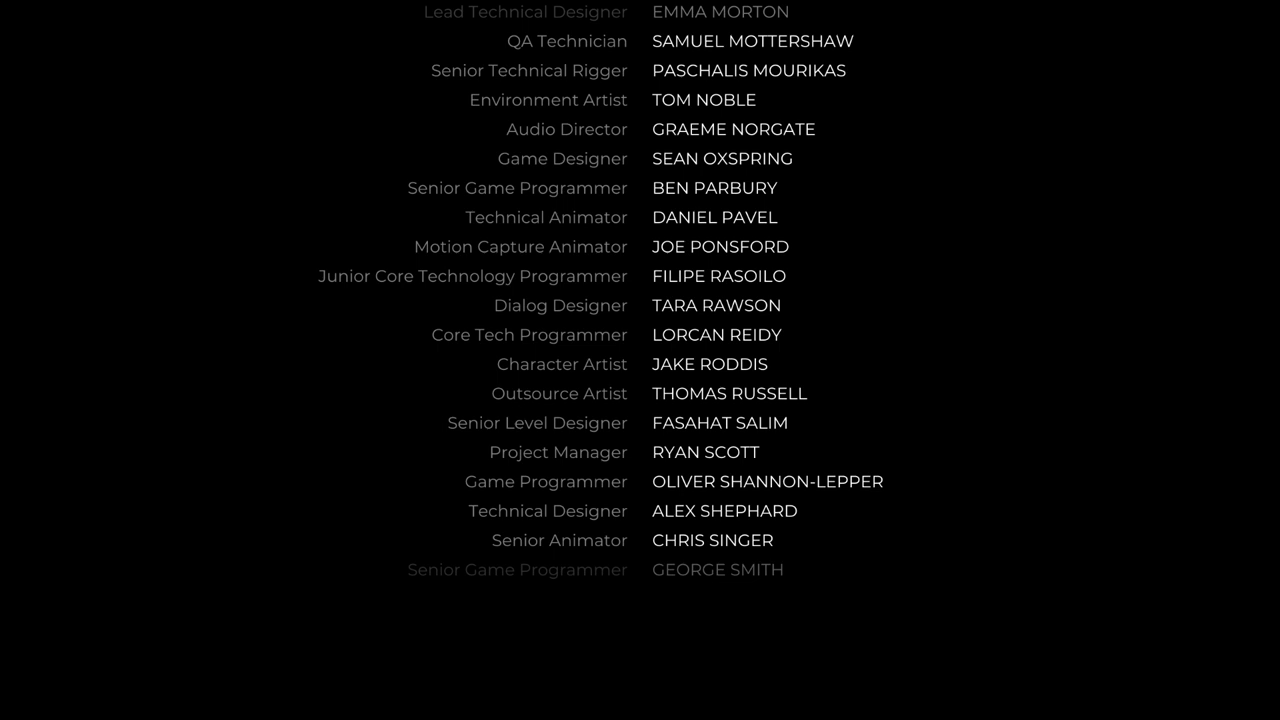 Lead Technical Designer EMMA MORTON
QA Technician SAMUEL MOTTERSHAW
Senior Technical Rigger PASCHALIS MOURIKAS
Environment Artist TOM NOBLE
Audio Director GRAEME NORGATE
Game Designer SEAN OXSPRING
Senior Game Programmer BEN PARBURY
Technical Animator DANIEL PAVEL
Motion Capture Animator JOE PONSFORD
Junior Core Technology Programmer FILIPE RASOILO
Dialog Designer TARA RAWSON
Core Tech Programmer LORCAN REIDY
Character Artist JAKE RODDIS
Outsource Artist THOMAS RUSSELL
Senior Level Designer FASAHAT SALIM
Project Manager RYAN SCOTT
Game Programmer OLIVER SHANNON-LEPPER
Technical Designer ALEX SHEPHARD
Senior Animator CHRIS SINGER
Senior Game Programmer GEORGE SMITH